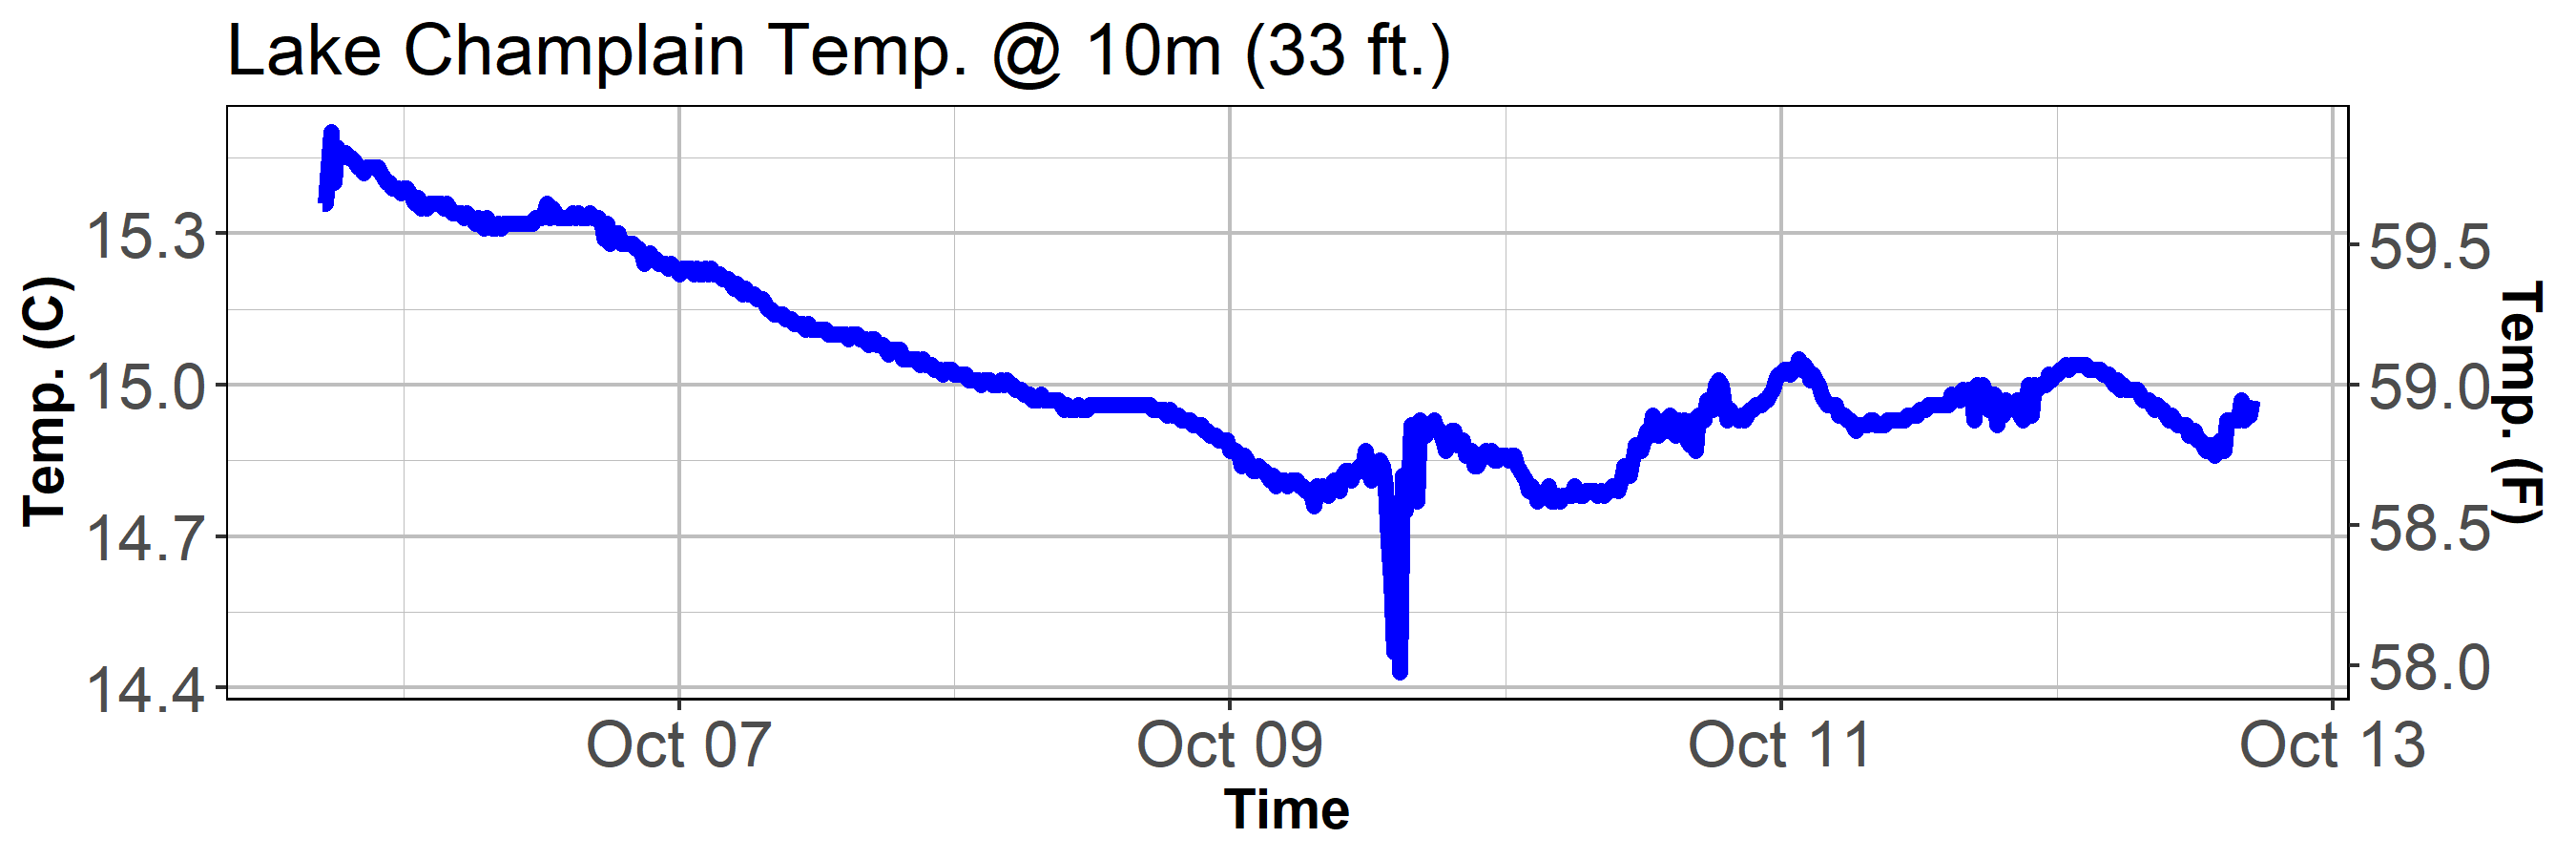 Lake Champlain Temp. @ 10m (33 ft.)
Temp. (C)
15.3
15.0
14.7
14.4
59.5
59.0
58.5
58.0
Temp. (F)
Oct 07 Oct 09 Oct 11 Oct 13
Time